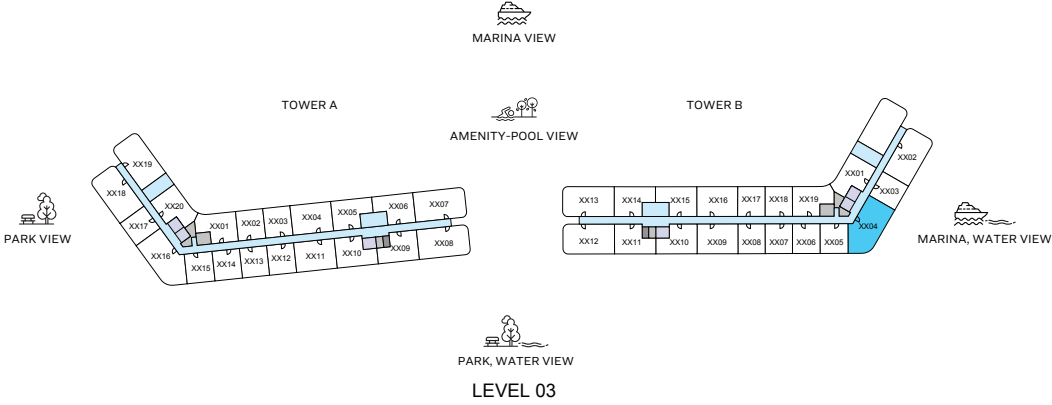 MARINA VIEW
TOWER A
TOWER B
AMENITY-POOL VIEW
XX19
XX18
XX20
XX17
XX16
XX15
XX01
XX02
XX03
XX04
XX05
XX06
XX07
XX14
XX13
XX12
XX11
XX10
XX09
XX08
XX13
XX14
XX15
XX16
XX17
XX18
XX19
XX01
XX02
XX03
XX04
XX12
XX11
XX10
XX09
XX08
XX07
XX06
XX05
PARK VIEW
MARINA, WATER VIEW
PARK, WATER VIEW
LEVEL 03